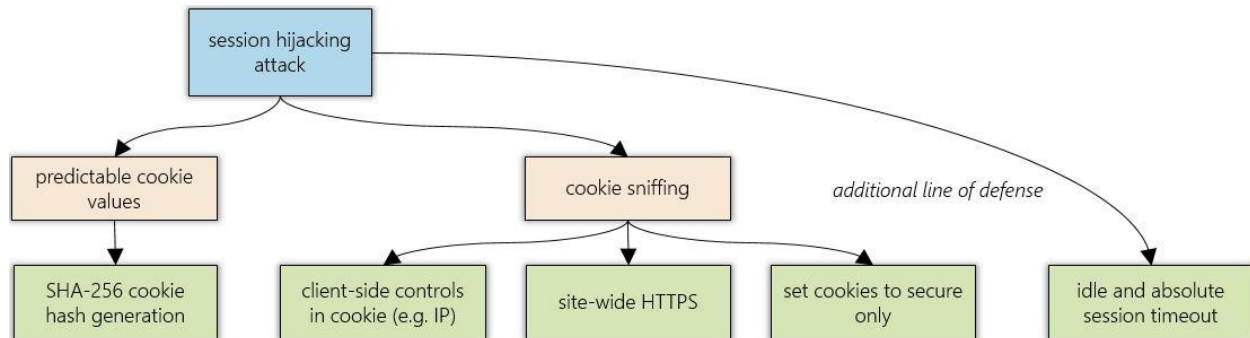 session hijacking
attack
predictable cookie
values
cookie sniffing
additional line of defense
SHA-256 cookie
hash generation
client-side controls
in cookie (e.g. IP)
site-wide HTTPS
set cookies to secure
only
idle and absolute
session timeout